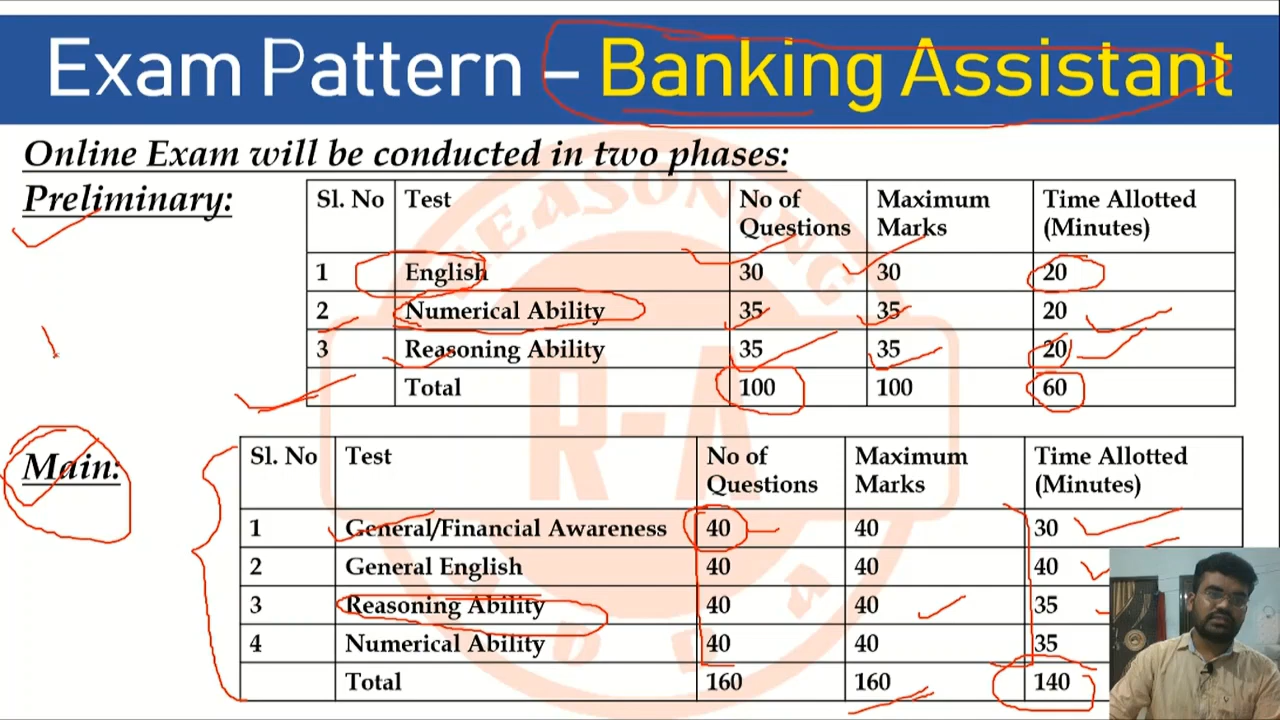 Exam Pattern – Banking Assistant
Online Exam will be conducted in two phases:
Preliminary:
Sl. No Test No of Questions Maximum Marks Time Allotted (Minutes)
1 English 30 30 20
2 Numerical Ability 35 35 20
3 Reasoning Ability 35 35 20
Total 100 100 60
Main:
Sl. No Test No of Questions Maximum Marks Time Allotted (Minutes)
1 General/Financial Awareness 40 40 30
2 General English 40 40 40
3 Reasoning Ability 40 40 35
4 Numerical Ability 40 40 35
Total 160 160 140
REASONING
R-A